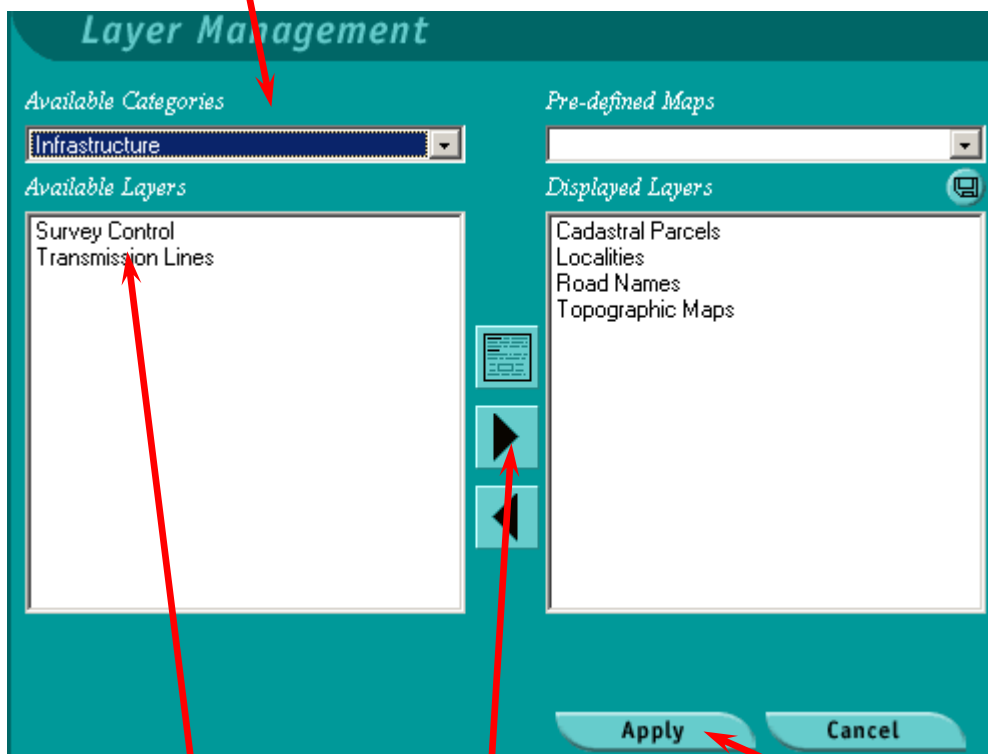 Layer Management
Available Categories
Infrastructure
Available Layers
Survey Control
Transmission Lines
Pre-defined Maps
Displayed Layers
Cadastral Parcels
Localities
Road Names
Topographic Maps
Apply
Cancel